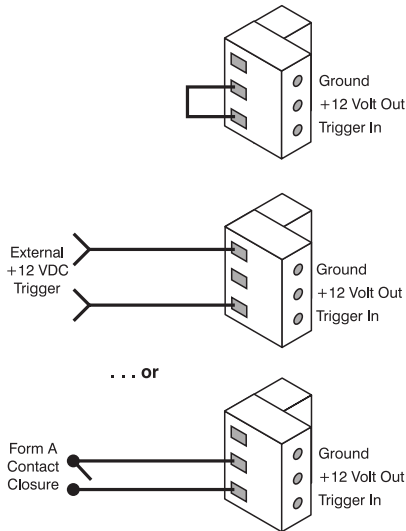 Ground
+12 Volt Out
Trigger In
External
+12 VDC
Trigger
Ground
+12 Volt Out
Trigger In
. . . or
Form A
Contact
Closure
Ground
+12 Volt Out
Trigger In